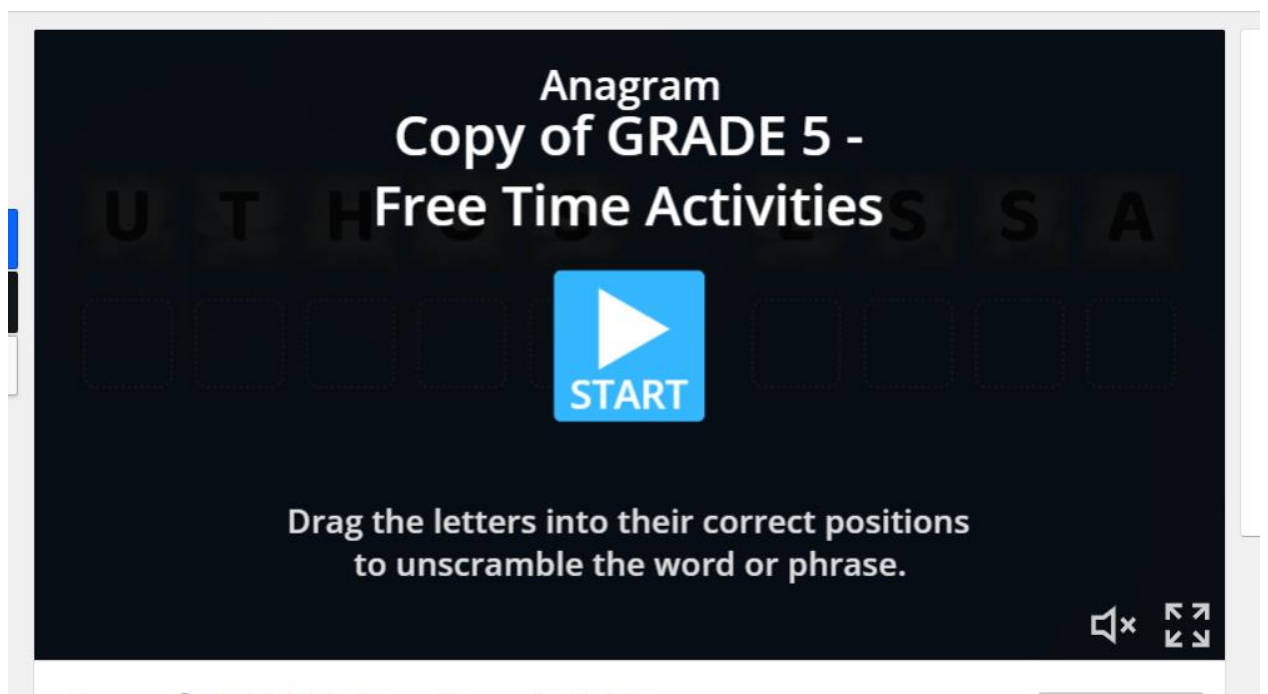 Anagram
Copy of GRADE 5 -
Free Time Activities
U T H O S E S S A
START
Drag the letters into their correct positions
to unscramble the word or phrase.